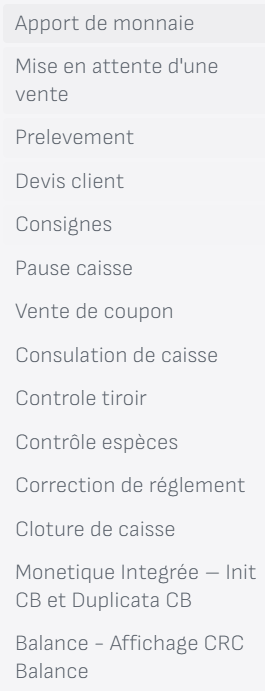 Apport de monnaie
Mise en attente d'une
vente
Prelevement
Devis client
Consignes
Pause caisse
Vente de coupon
Consulation de caisse
Controle tiroir
Contrôle espèces
Correction de réglement
Cloture de caisse
Monetique Integrée – Init
CB et Duplicata CB
Balance - Affichage CRC
Balance